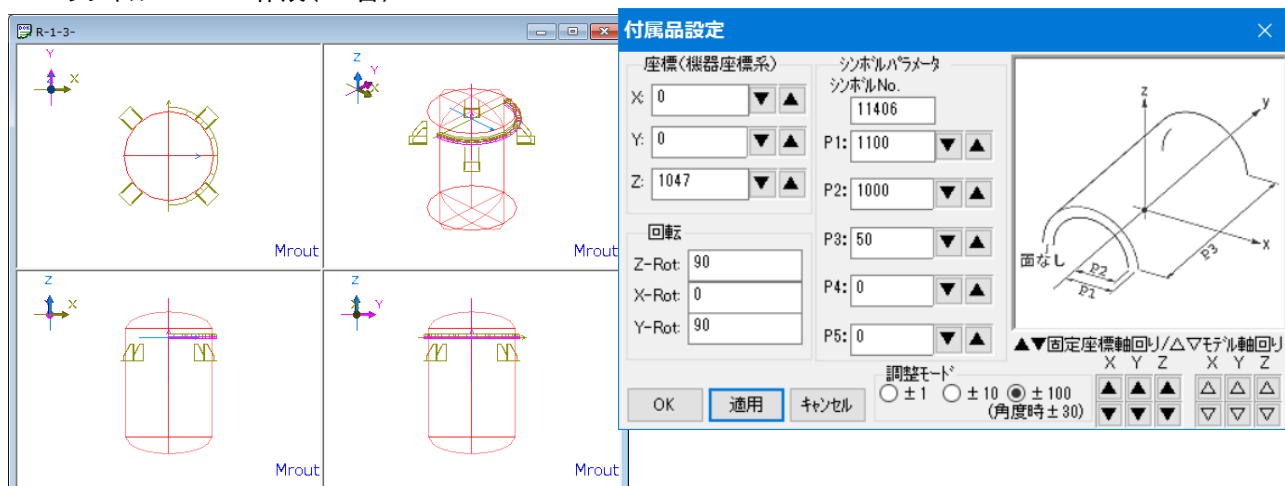 R-1-3-
Y
Z
X
Mrout
Z
Y
X
Mrout
Z
Y
X
Mrout
Z
X
Y
Mrout
付属品設定
座標(機器座標系)
X: 0
Y: 0
Z: 1047
回転
Z-Rot: 90
X-Rot: 0
Y-Rot: 90
シンボルパラメータ
シンボルNo.
11406
P1: 1100
P2: 1000
P3: 50
P4: 0
P5: 0
z
y
x
面なし
P2
P1
P3
▲▼固定座標軸回り/△▽モデル軸回り
X Y Z X Y Z
調整モード
±1 ±10 ±100
(角度時±30)
OK 適用 キャンセル